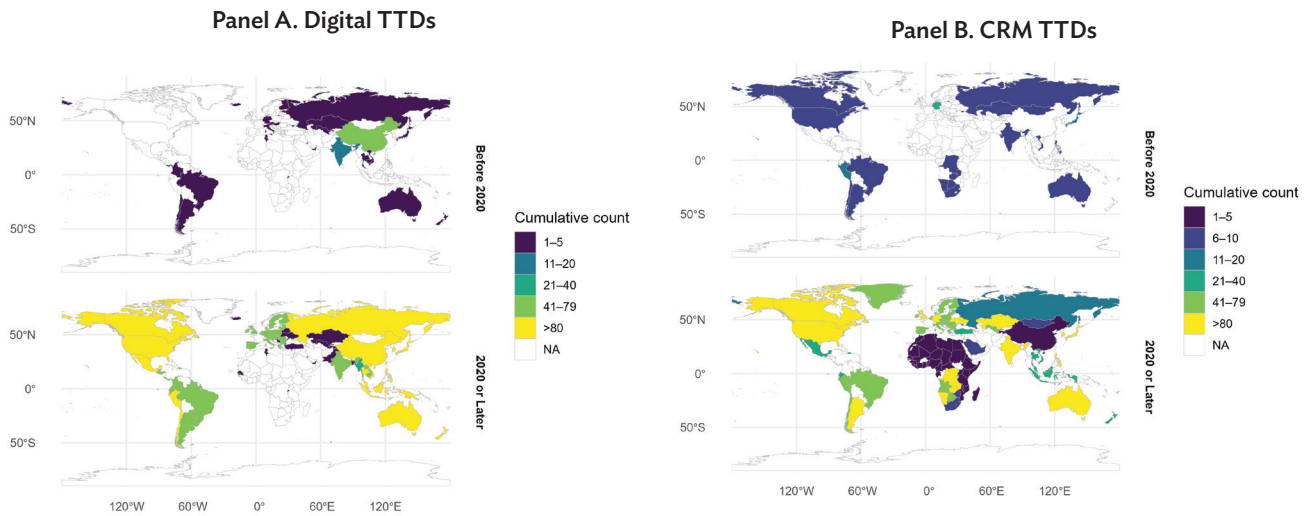 Panel A. Digital TTDs
50°N
0°
50°S
Before 2020
50°N
0°
50°S
2020 or Later
120°W 60°W 0° 60°E 120°E
Cumulative count
1–5
11–20
21–40
41–79
>80
NA
Panel B. CRM TTDs
50°N
0°
50°S
Before 2020
50°N
0°
50°S
2020 or Later
120°W 60°W 0° 60°E 120°E
Cumulative count
1–5
6–10
11–20
21–40
41–79
>80
NA